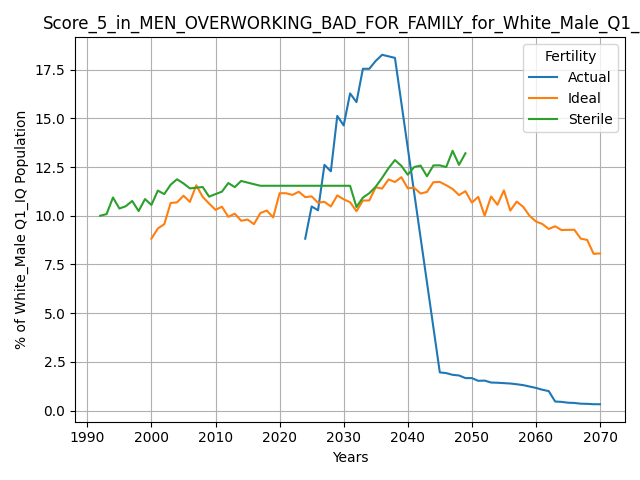 Score_5_in_MEN_OVERWORKING_BAD_FOR_FAMILY_for_White_Male_Q1_
Fertility
Actual
Ideal
Sterile
% of White_Male Q1_IQ Population
17.5
15.0
12.5
10.0
7.5
5.0
2.5
0.0
1990 2000 2010 2020 2030 2040 2050 2060 2070
Years